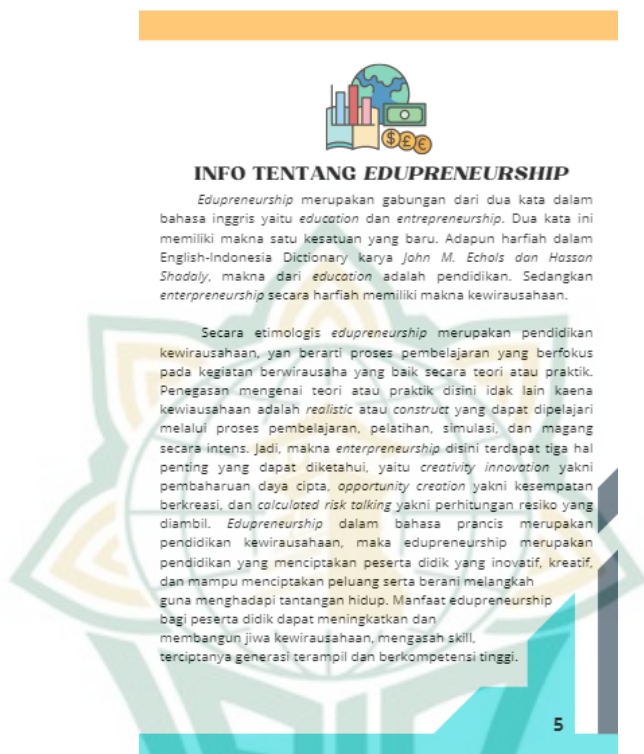 INFO TENTANG EDUPRENEURSHIP
Edupreneurship merupakan gabungan dari dua kata dalam
bahasa inggris yaitu education dan entrepreneurship. Dua kata ini
memiliki makna satu kesatuan yang baru. Adapun harfiah dalam
English-Indonesia Dictionary karya John M. Echols dan Hassan
Shadaly, makna dari education adalah pendidikan. Sedangkan
enterpreneurship secara harfiah memiliki makna kewirausahaan.
Secara etimologis edupreneurship merupakan pendidikan
kewirausahaan, yan berarti proses pembelajaran yang berfokus
pada kegiatan berwirausaha yang baik secara teori atau praktik.
Penegasan mengenai teori atau praktik disini idak lain kaena
kewiausahaan adalah realistic atau construct yang dapat dipelajari
melalui proses pembelajaran, pelatihan, simulasi, dan magang
secara intens. Jadi, makna enterpreneurship disini terdapat tiga hal
penting yang dapat diketahui, yaitu creativity innovation yakni
pembaharuan daya cipta, opportunity creation yakni kesempatan
berkreasi, dan calculated risk talking yakni perhitungan resiko yang
diambil. Edupreneurship dalam bahasa prancis merupakan
pendidikan kewirausahaan, maka edupreneurship merupakan
pendidikan yang menciptakan peserta didik yang inovatif, kreatif,
dan mampu menciptakan peluang serta berani melangkah
guna menghadapi tantangan hidup. Manfaat edupreneurship
bagi peserta didik dapat meningkatkan dan
membangun jiwa kewirausahaan, mengasah skill,
terciptanya generasi terampil dan berkompetensi tinggi.
5